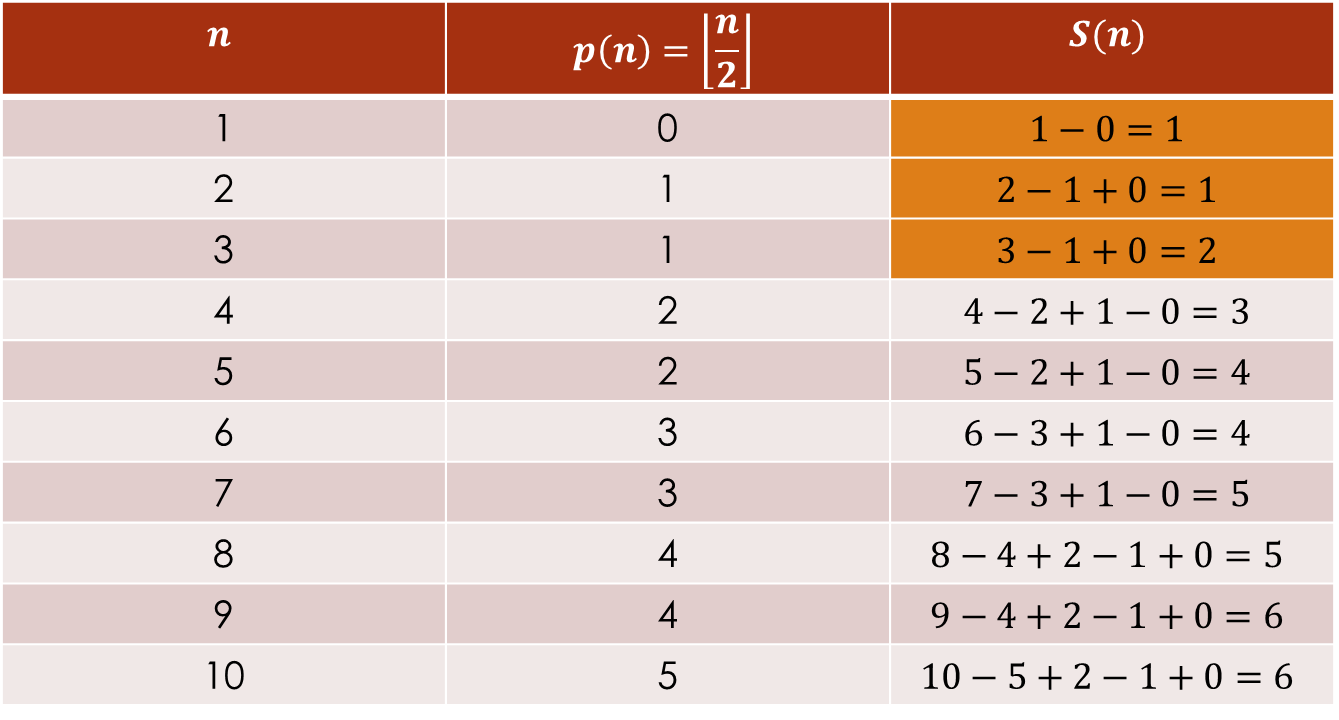 n p(n) = ⌊n/2⌋ S(n)
1 0 1 − 0 = 1
2 1 2 − 1 + 0 = 1
3 1 3 − 1 + 0 = 2
4 2 4 − 2 + 1 − 0 = 3
5 2 5 − 2 + 1 − 0 = 4
6 3 6 − 3 + 1 − 0 = 4
7 3 7 − 3 + 1 − 0 = 5
8 4 8 − 4 + 2 − 1 + 0 = 5
9 4 9 − 4 + 2 − 1 + 0 = 6
10 5 10 − 5 + 2 − 1 + 0 = 6